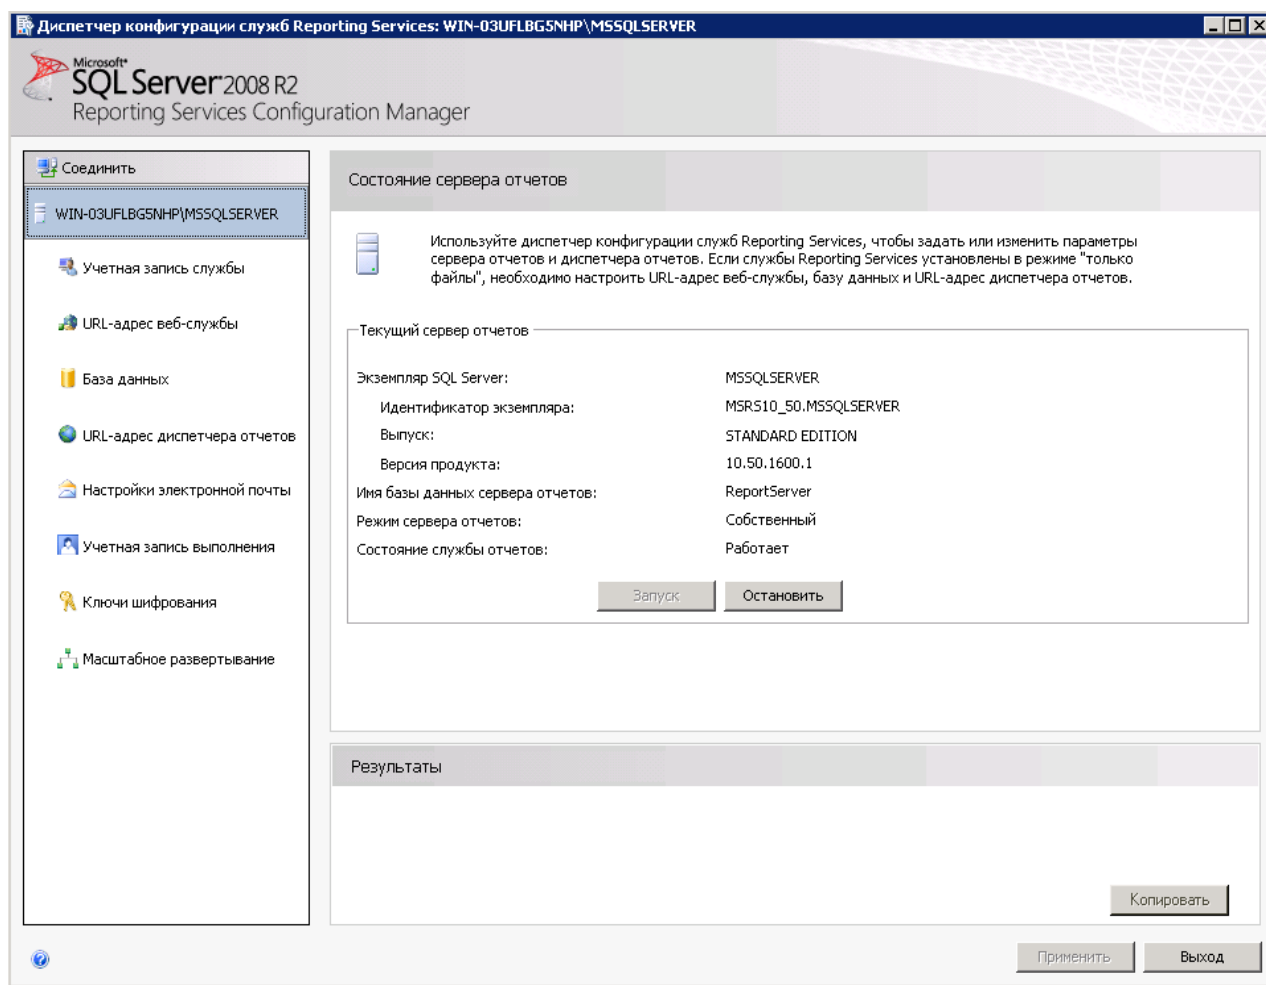 Диспетчер конфигурации служб Reporting Services: WIN-03UFLBG5NHP\MSSQLSERVER
Microsoft
SQL Server 2008 R2
Reporting Services Configuration Manager
Соединить
WIN-03UFLBG5NHP\MSSQLSERVER
Учетная запись службы
URL-адрес веб-службы
База данных
URL-адрес диспетчера отчетов
Настройки электронной почты
Учетная запись выполнения
Ключи шифрования
Масштабное развертывание
Состояние сервера отчетов
Используйте диспетчер конфигурации служб Reporting Services, чтобы задать или изменить параметры
сервера отчетов и диспетчера отчетов. Если службы Reporting Services установлены в режиме "только
файлы", необходимо настроить URL-адрес веб-службы, базу данных и URL-адрес диспетчера отчетов.
Текущий сервер отчетов
Экземпляр SQL Server: MSSQLSERVER
Идентификатор экземпляра: MSRS10_50.MSSQLSERVER
Выпуск: STANDARD EDITION
Версия продукта: 10.50.1600.1
Имя базы данных сервера отчетов: ReportServer
Режим сервера отчетов: Собственный
Состояние службы отчетов: Работает
Запуск Остановить
Результаты
Копировать
Применить Выход